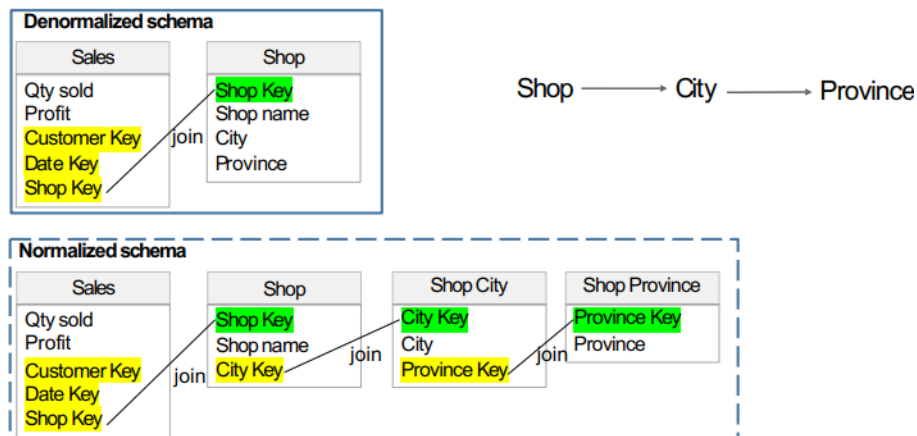 Denormalized schema
Sales
Qty sold
Profit
Customer Key
Date Key
Shop Key
join
Shop
Shop Key
Shop name
City
Province
Shop
City
Province
Normalized schema
Sales
Qty sold
Profit
Customer Key
Date Key
Shop Key
join
Shop
Shop Key
Shop name
City Key
join
Shop City
City Key
City
Province Key
join
Shop Province
Province Key
Province